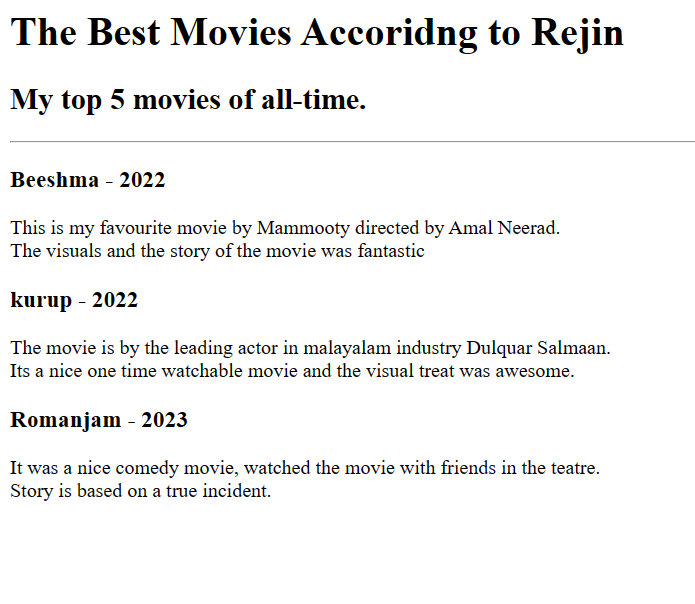 The Best Movies Accoridng to Rejin
My top 5 movies of all-time.
Beeshma - 2022
This is my favourite movie by Mammooty directed by Amal Neerad.
The visuals and the story of the movie was fantastic
kurup - 2022
The movie is by the leading actor in malayalam industry Dulquar Salmaan.
Its a nice one time watchable movie and the visual treat was awesome.
Romanjam - 2023
It was a nice comedy movie, watched the movie with friends in the teatre.
Story is based on a true incident.